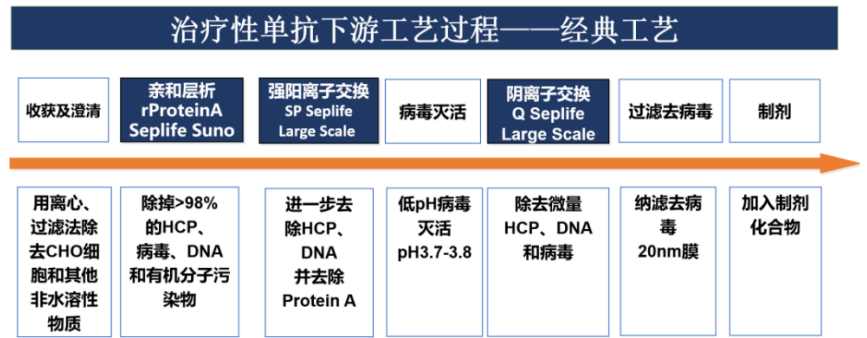 治疗性单抗下游工艺过程——经典工艺
收获及澄清
亲和层析
rProteinA
Seplife Suno
强阳离子交换
SP Seplife
Large Scale
病毒灭活
阴离子交换
Q Seplife
Large Scale
过滤去病毒
制剂
用离心、
过滤法除
去CHO细
胞和其他
非水溶性
物质
除掉>98%
的HCP、
病毒、DNA
和有机分子污
染物
进一步去
除HCP、
DNA
并去除
Protein A
低pH病毒
灭活
pH3.7-3.8
除去微量
HCP、DNA
和病毒
纳滤去病
毒
20nm膜
加入制剂
化合物